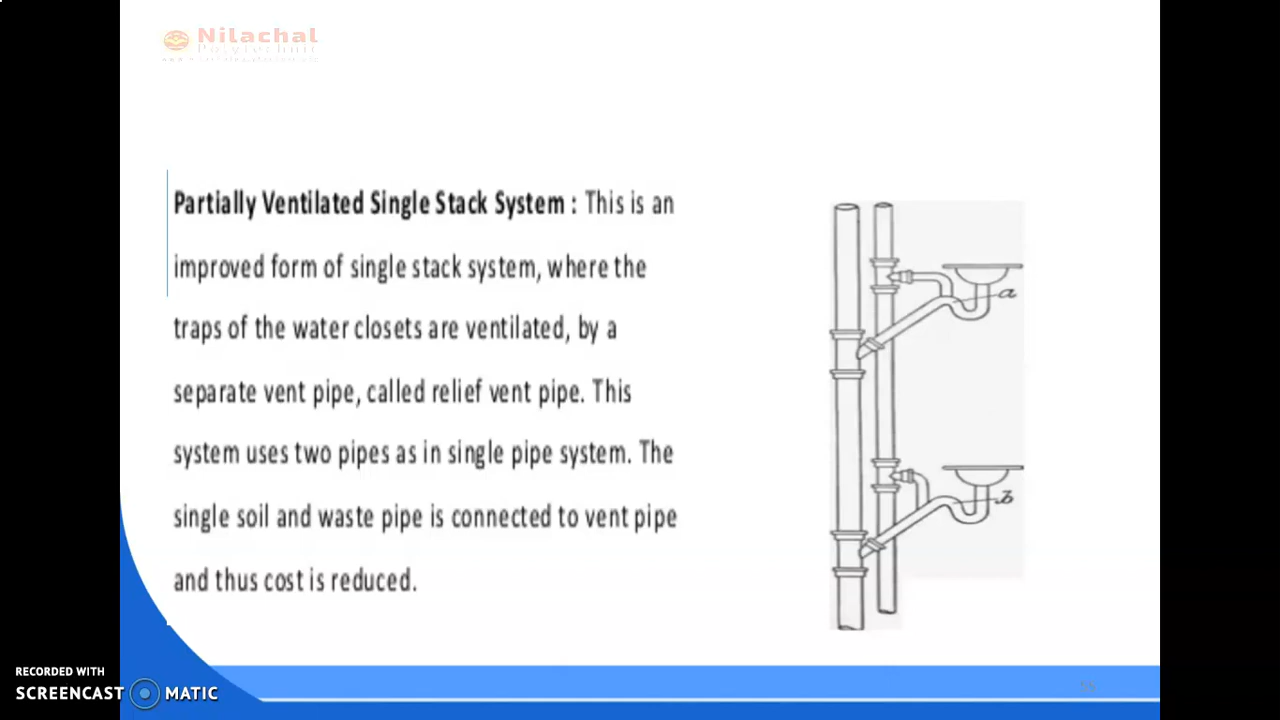 Nilachal
Polytechnic
Partially Ventilated Single Stack System : This is an
improved form of single stack system, where the
traps of the water closets are ventilated, by a
separate vent pipe, called relief vent pipe. This
system uses two pipes as in single pipe system. The
single soil and waste pipe is connected to vent pipe
and thus cost is reduced.
a
b
RECORDED WITH
SCREENCAST MATIC